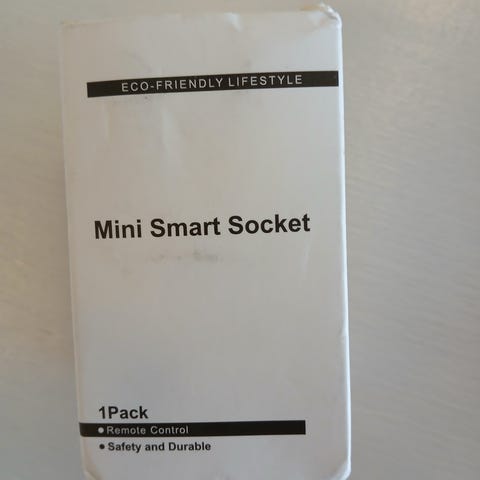 ECO-FRIENDLY LIFESTYLE
Mini Smart Socket
1Pack
● Remote Control
● Safety and Durable